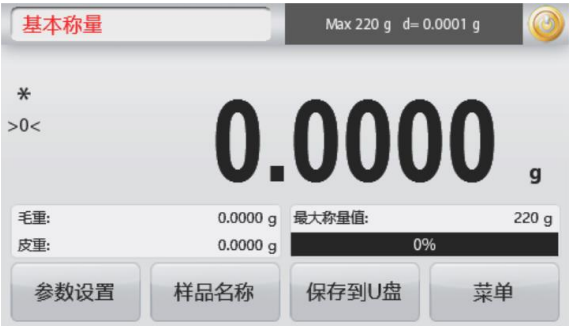 基本称量
Max 220 g d= 0.0001 g
*
>0<
0.0000 g
毛重: 0.0000 g
最大称量值: 220 g
皮重: 0.0000 g
0%
参数设置 样品名称 保存到U盘 菜单